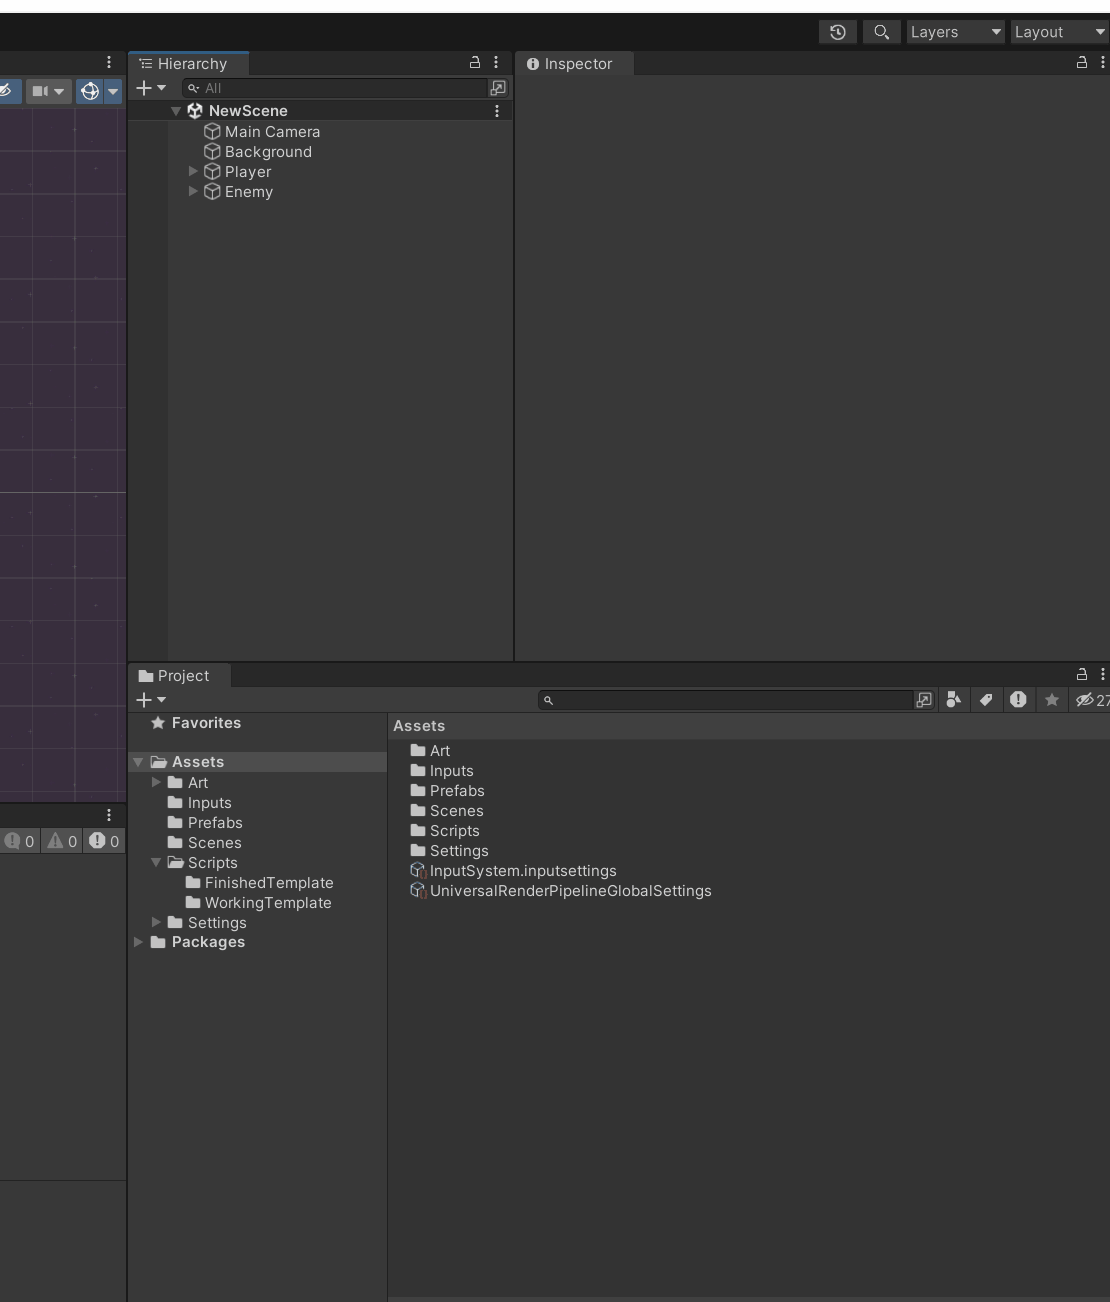 Layers
Layout
Hierarchy
Inspector
All
NewScene
Main Camera
Background
Player
Enemy
Project
27
Favorites
Assets
Art
Inputs
Prefabs
Scenes
Scripts
FinishedTemplate
WorkingTemplate
Settings
Packages
Assets
Art
Inputs
Prefabs
Scenes
Scripts
Settings
InputSystem.inputsettings
UniversalRenderPipelineGlobalSettings
0 0 0